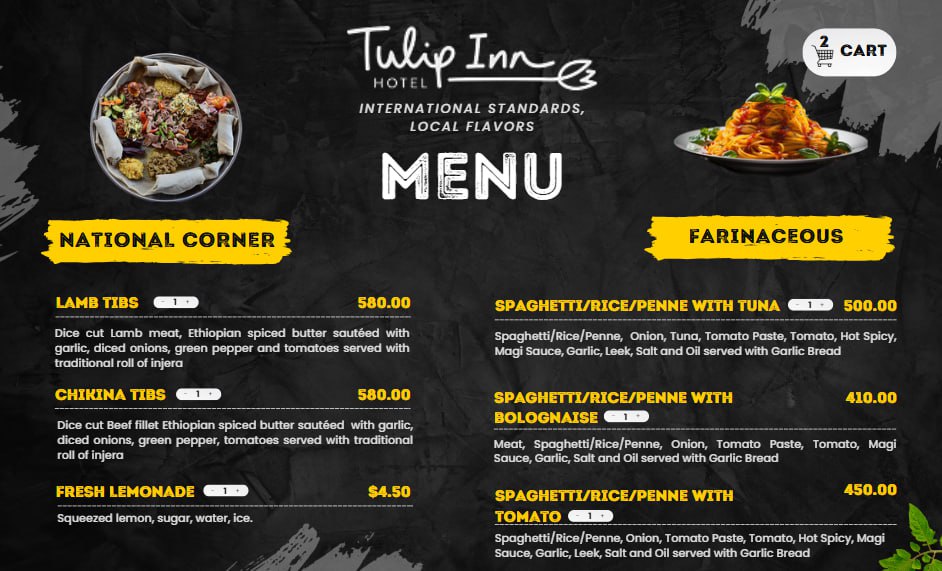 Tulip Inn
HOTEL
INTERNATIONAL STANDARDS,
LOCAL FLAVORS
MENU
2
CART
NATIONAL CORNER
LAMB TIBS - 1 + 580.00
Dice cut Lamb meat, Ethiopian spiced butter sautéed with
garlic, diced onions, green pepper and tomatoes served with
traditional roll of injera
CHIKINA TIBS - 1 + 580.00
Dice cut Beef fillet Ethiopian spiced butter sautéed with garlic,
diced onions, green pepper, tomatoes served with traditional
roll of injera
FRESH LEMONADE - 1 + $4.50
Squeezed lemon, sugar, water, ice.
FARINACEOUS
SPAGHETTI/RICE/PENNE WITH TUNA - 1 + 500.00
Spaghetti/Rice/Penne, Onion, Tuna, Tomato Paste, Tomato, Hot Spicy,
Magi Sauce, Garlic, Leek, Salt and Oil served with Garlic Bread
SPAGHETTI/RICE/PENNE WITH 410.00
BOLOGNAISE - 1 +
Meat, Spaghetti/Rice/Penne, Onion, Tomato Paste, Tomato, Magi
Sauce, Garlic, Salt and Oil served with Garlic Bread
SPAGHETTI/RICE/PENNE WITH 450.00
TOMATO - 1 +
Spaghetti/Rice/Penne, Onion, Tomato Paste, Tomato, Hot Spicy, Magi
Sauce, Garlic, Leek, Salt and Oil served with Garlic Bread